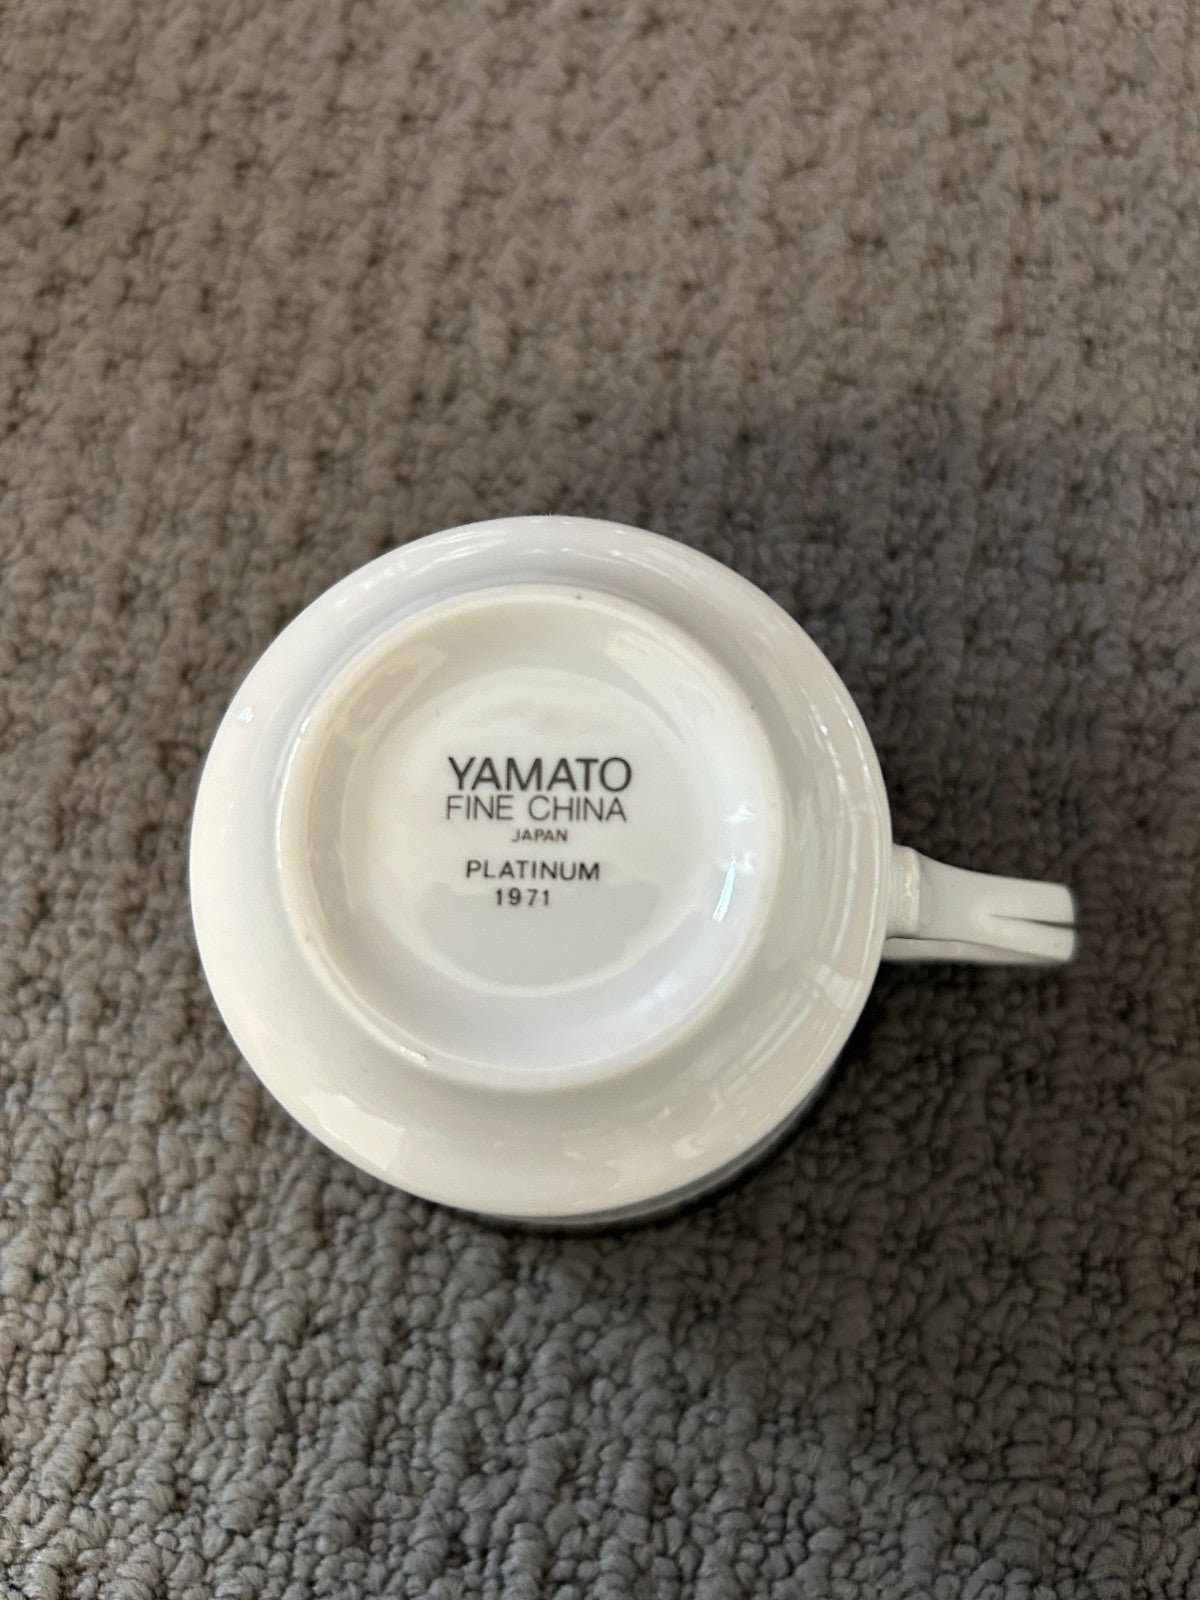 YAMATO
FINE CHINA
JAPAN
PLATINUM
1971